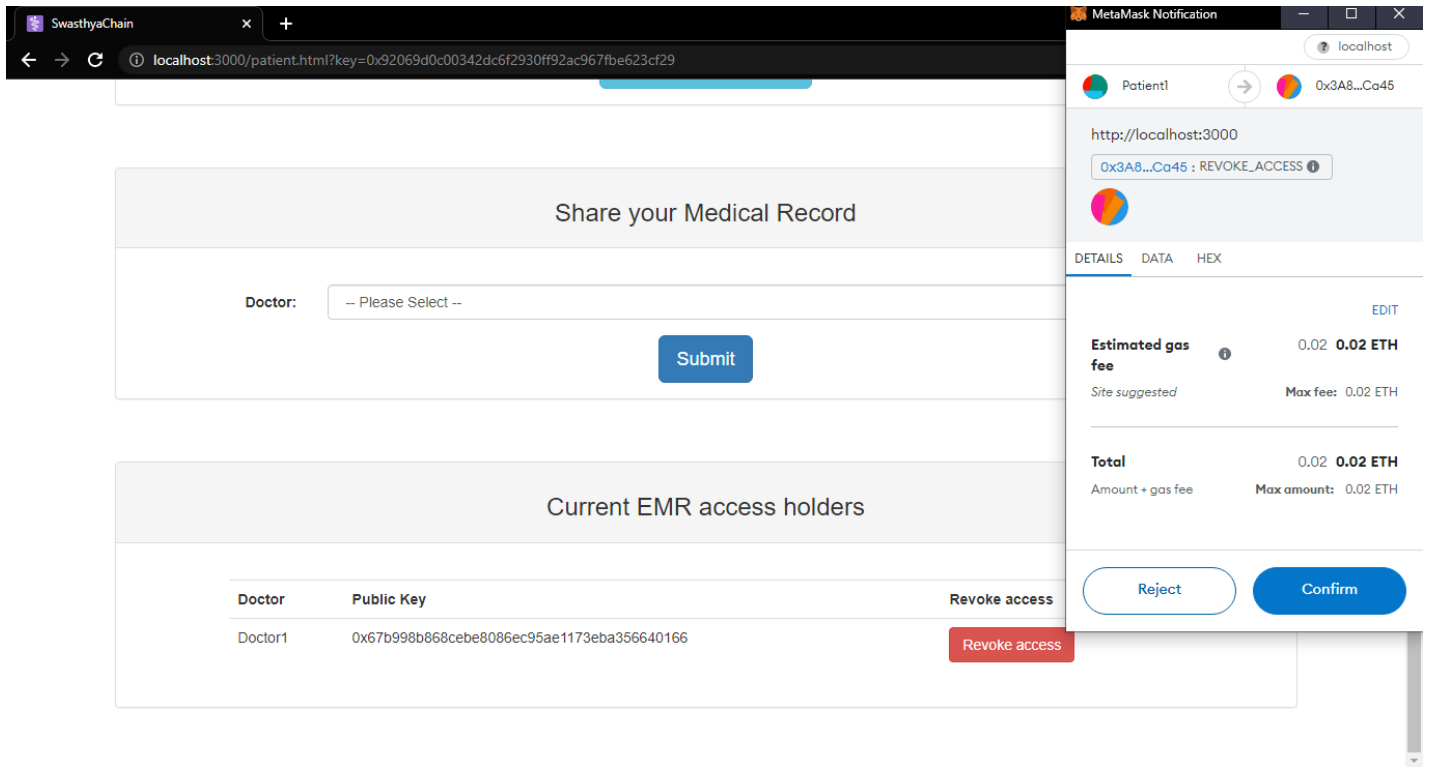 SwasthyaChain
localhost:3000/patient.html?key=0x92069d0c00342dc6f2930ff92ac967fbe623cf29
Share your Medical Record
Doctor: -- Please Select --
Submit
Current EMR access holders
Doctor Public Key Revoke access
Doctor1 0x67b998b868cebe8086ec95ae1173eba356640166 Revoke access
MetaMask Notification
localhost
Patient1 0x3A8...Ca45
http://localhost:3000
0x3A8...Ca45 : REVOKE_ACCESS
DETAILS DATA HEX
EDIT
Estimated gas 0.02 0.02 ETH
fee
Site suggested Max fee: 0.02 ETH
Total 0.02 0.02 ETH
Amount + gas fee Max amount: 0.02 ETH
Reject Confirm